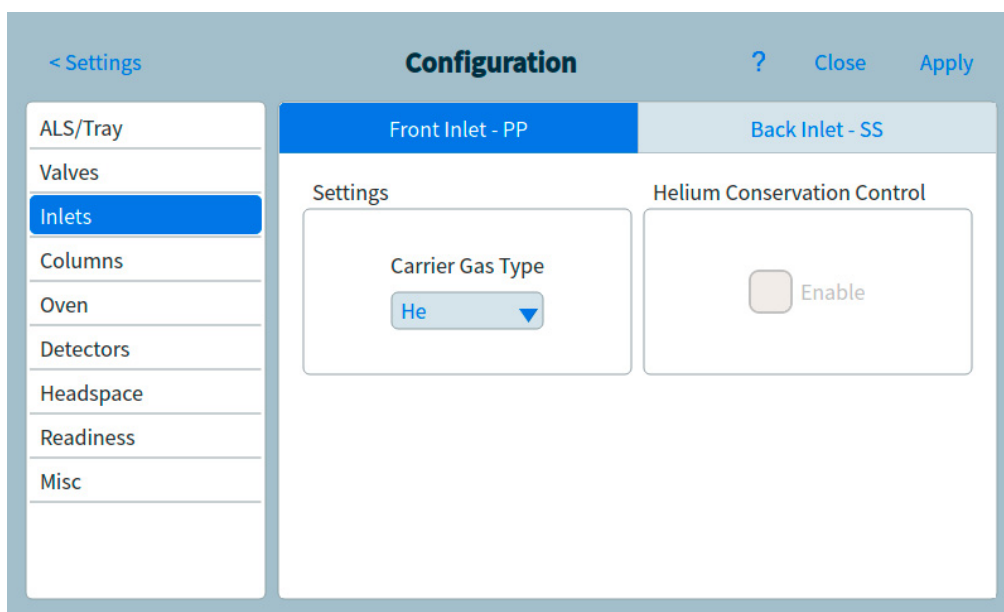 < Settings
Configuration
?
Close
Apply
ALS/Tray
Valves
Inlets
Columns
Oven
Detectors
Headspace
Readiness
Misc
Front Inlet - PP
Back Inlet - SS
Settings
Carrier Gas Type
He
Helium Conservation Control
Enable